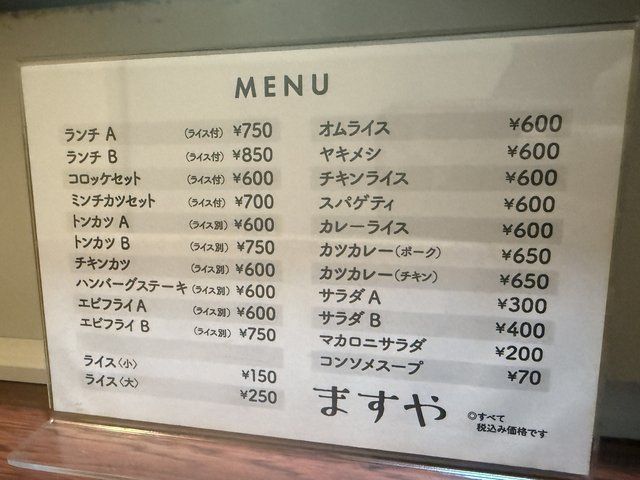 MENU
ランチ A (ライス付) ¥750
ランチ B (ライス付) ¥850
コロッケセット (ライス付) ¥600
ミンチカツセット (ライス付) ¥700
トンカツ A (ライス別) ¥600
トンカツ B (ライス別) ¥750
チキンカツ (ライス別) ¥600
ハンバーグステーキ (ライス別) ¥600
エビフライ A (ライス別) ¥600
エビフライ B (ライス別) ¥750
ライス〈小〉 ¥150
ライス〈大〉 ¥250
オムライス ¥600
ヤキメシ ¥600
チキンライス ¥600
スパゲティ ¥600
カレーライス ¥600
カツカレー(ポーク) ¥650
カツカレー(チキン) ¥650
サラダ A ¥300
サラダ B ¥400
マカロニサラダ ¥200
コンソメスープ ¥70
ますや
◎すべて
税込み価格です